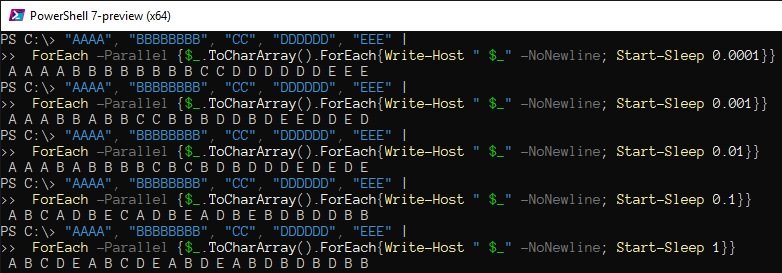 PowerShell 7-preview (x64)
PS C:\> "AAAA", "BBBBBBBB", "CC", "DDDDDD", "EEE" |
>>  ForEach -Parallel {$_.ToCharArray().ForEach{Write-Host " $_" -NoNewline; Start-Sleep 0.0001}}
 A A A A B B B B B B B B C C D D D D D D E E E
PS C:\> "AAAA", "BBBBBBBB", "CC", "DDDDDD", "EEE" |
>>  ForEach -Parallel {$_.ToCharArray().ForEach{Write-Host " $_" -NoNewline; Start-Sleep 0.001}}
 A A A B B A B B C C B B B D D B D E E D D E D
PS C:\> "AAAA", "BBBBBBBB", "CC", "DDDDDD", "EEE" |
>>  ForEach -Parallel {$_.ToCharArray().ForEach{Write-Host " $_" -NoNewline; Start-Sleep 0.01}}
 A A A A B B B B B C B C B D B D D D E D E D E
PS C:\> "AAAA", "BBBBBBBB", "CC", "DDDDDD", "EEE" |
>>  ForEach -Parallel {$_.ToCharArray().ForEach{Write-Host " $_" -NoNewline; Start-Sleep 0.1}}
 A B C A D B E C A D B E A D B E B D B D D B B
PS C:\> "AAAA", "BBBBBBBB", "CC", "DDDDDD", "EEE" |
>>  ForEach -Parallel {$_.ToCharArray().ForEach{Write-Host " $_" -NoNewline; Start-Sleep 1}}
 A B C D E A B C D E A B D E A B D B D B D B B